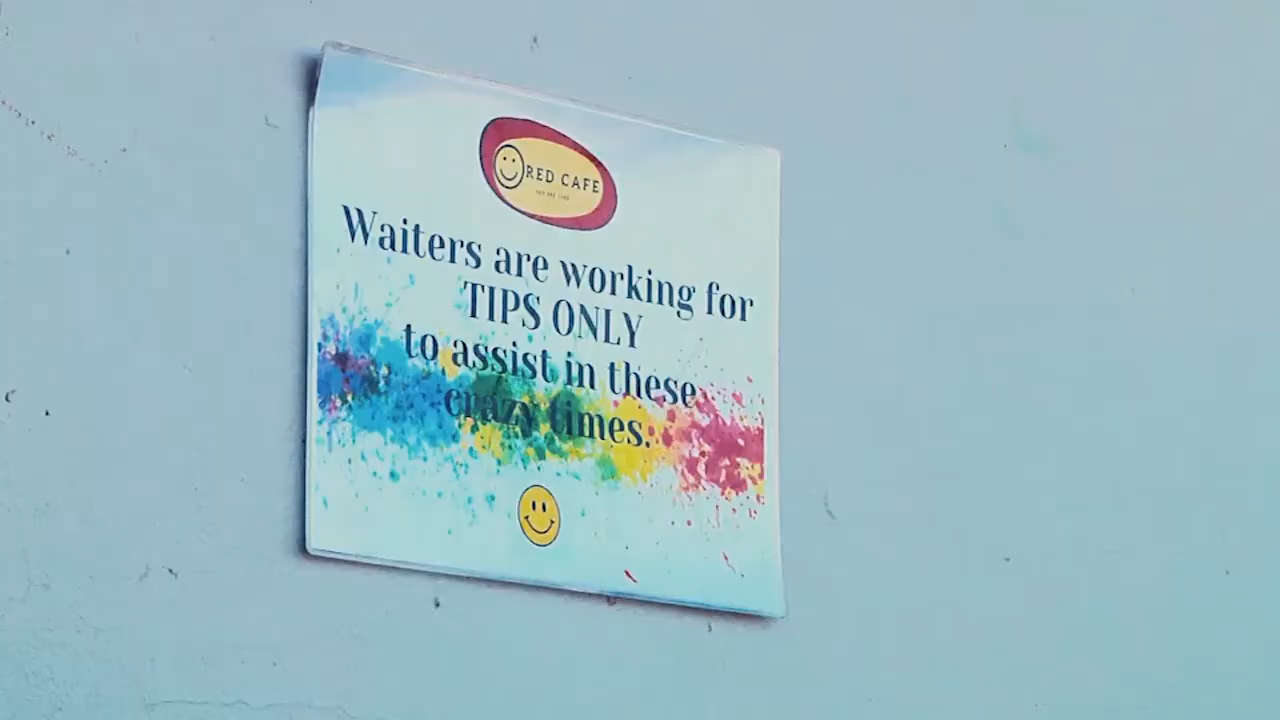 RED CAFE
Waiters are working for
TIPS ONLY
to assist in these
crazy times.